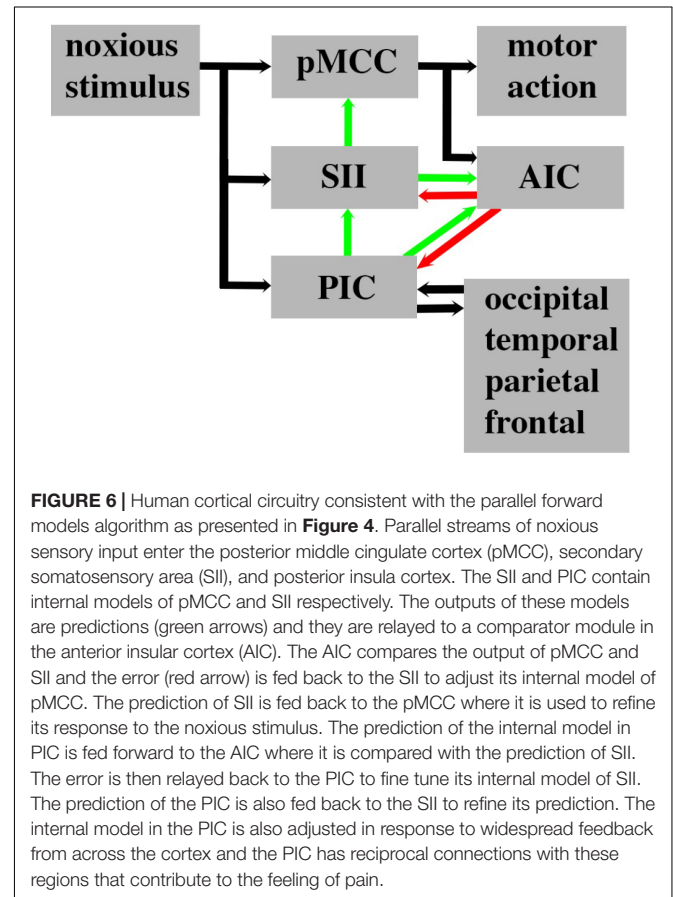 noxious
stimulus
pMCC
motor
action
SII
AIC
PIC
occipital
temporal
parietal
frontal
FIGURE 6 | Human cortical circuitry consistent with the parallel forward
models algorithm as presented in Figure 4. Parallel streams of noxious
sensory input enter the posterior middle cingulate cortex (pMCC), secondary
somatosensory area (SII), and posterior insula cortex. The SII and PIC contain
internal models of pMCC and SII respectively. The outputs of these models
are predictions (green arrows) and they are relayed to a comparator module in
the anterior insular cortex (AIC). The AIC compares the output of pMCC and
SII and the error (red arrow) is fed back to the SII to adjust its internal model of
pMCC. The prediction of SII is fed back to the pMCC where it is used to refine
its response to the noxious stimulus. The prediction of the internal model in
PIC is fed forward to the AIC where it is compared with the prediction of SII.
The error is then relayed back to the PIC to fine tune its internal model of SII.
The prediction of the PIC is also fed back to the SII to refine its prediction. The
internal model in the PIC is also adjusted in response to widespread feedback
from across the cortex and the PIC has reciprocal connections with these
regions that contribute to the feeling of pain.